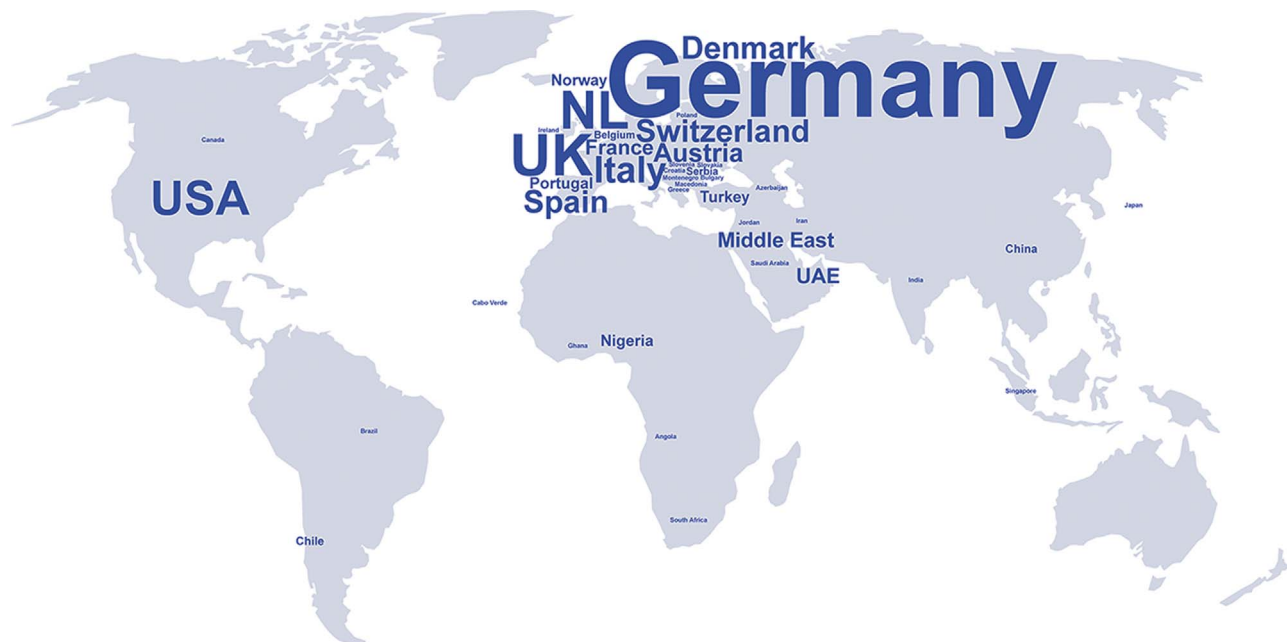 Denmark
Germany
Norway
NL
Poland
Ireland
Belgium
Switzerland
UK
France
Austria
Italy
Slovenia
Slovakia
Croatia
Serbia
Montenegro
Bulgary
Portugal
Macedonia
Greece
Spain
Turkey
Azerbaijan
Canada
USA
Japan
Jordan
Iran
Middle East
China
Saudi Arabia
UAE
India
Cabo Verde
Ghana
Nigeria
Singapore
Brazil
Angola
South Africa
Chile